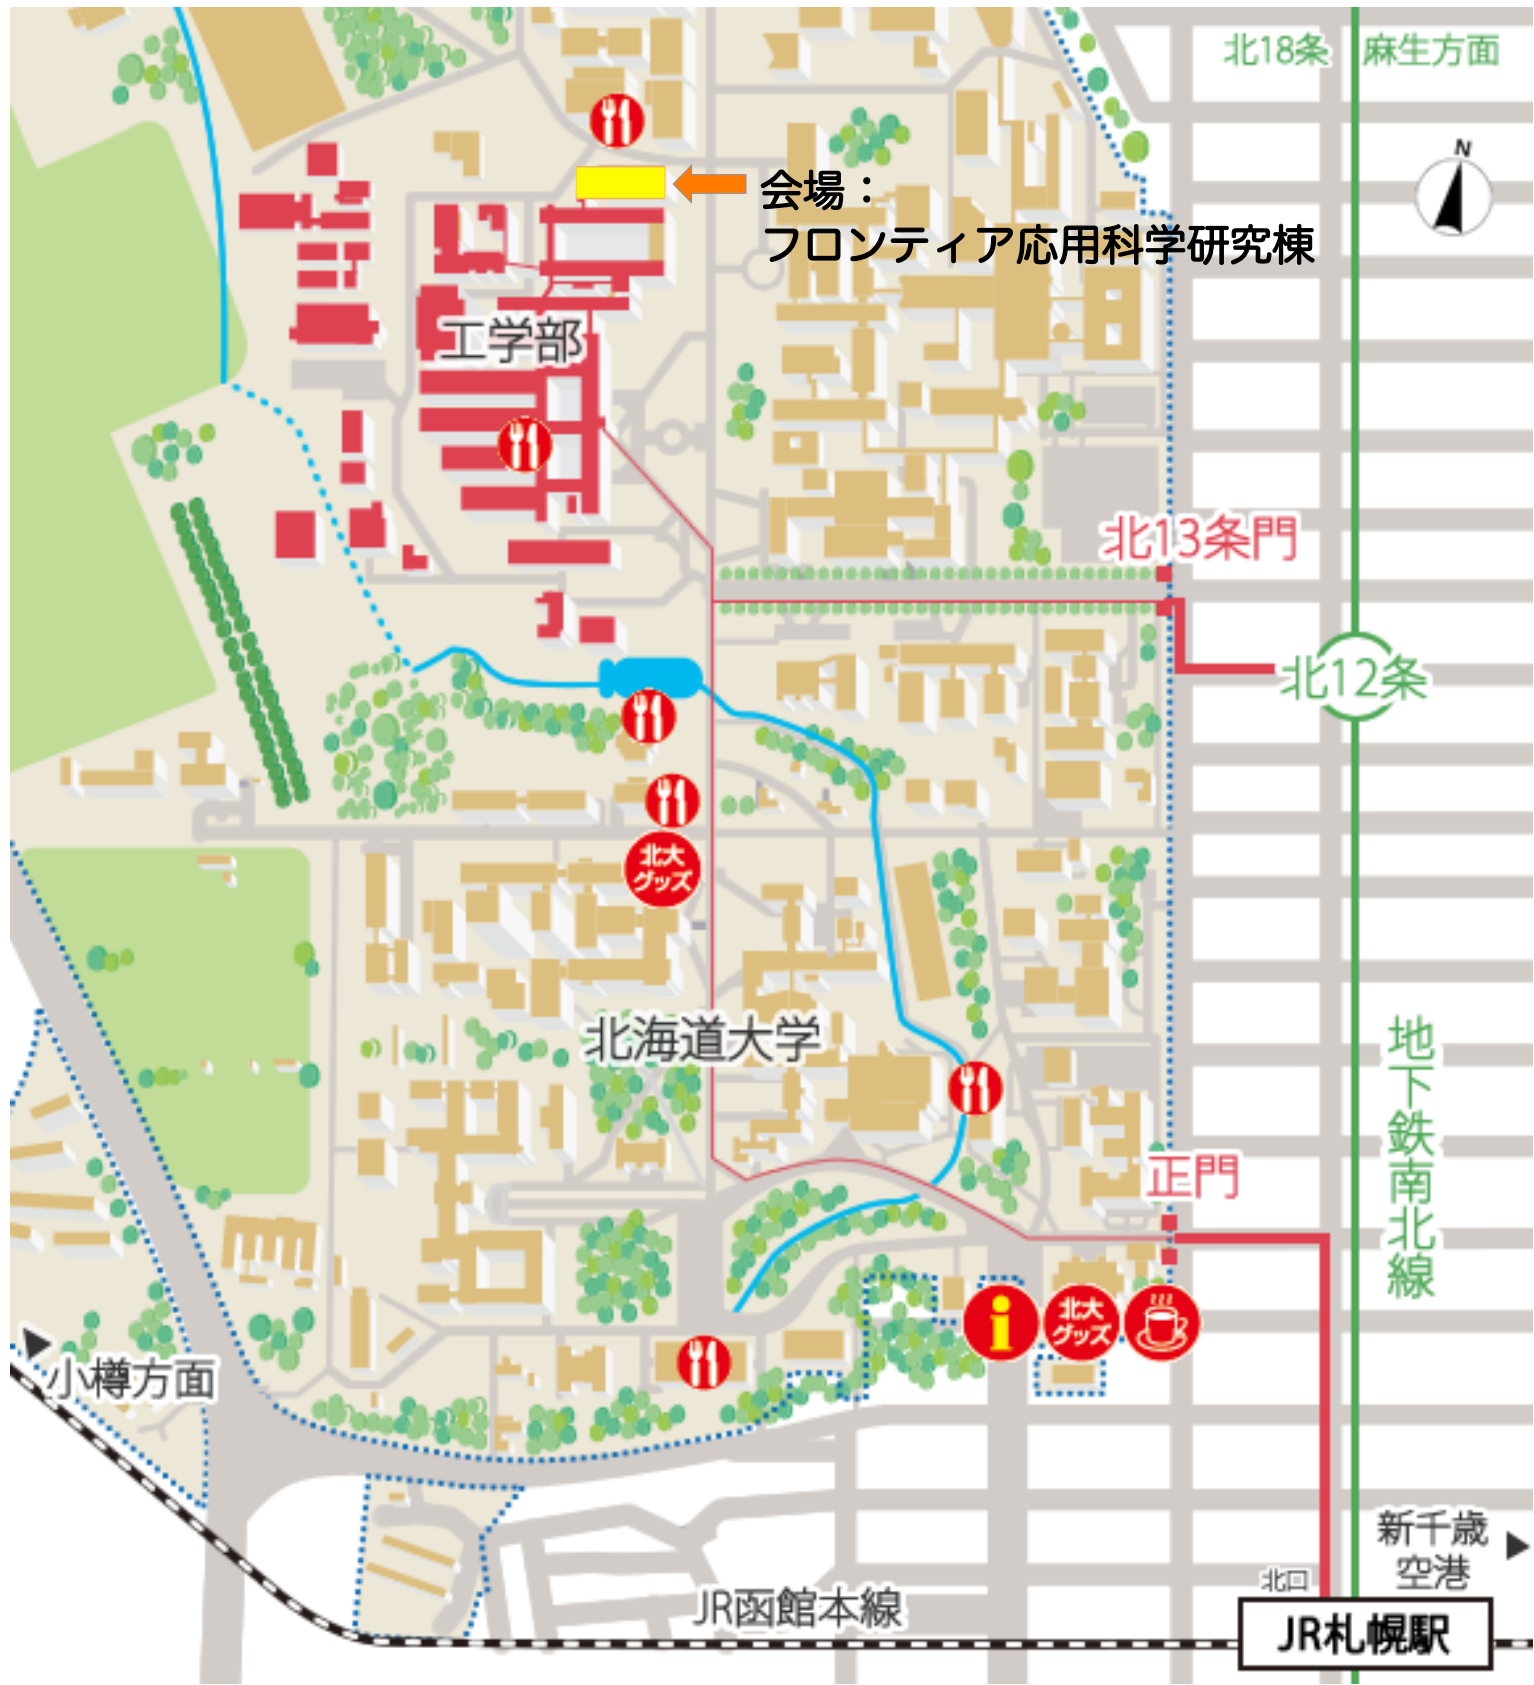 北18条
麻生方面
N
会場：
フロンティア応用科学研究棟
工学部
北13条門
北12条
北大
グッズ
北海道大学
地下鉄南北線
正門
i
北大
グッズ
小樽方面
新千歳
空港
北口
JR函館本線
JR札幌駅